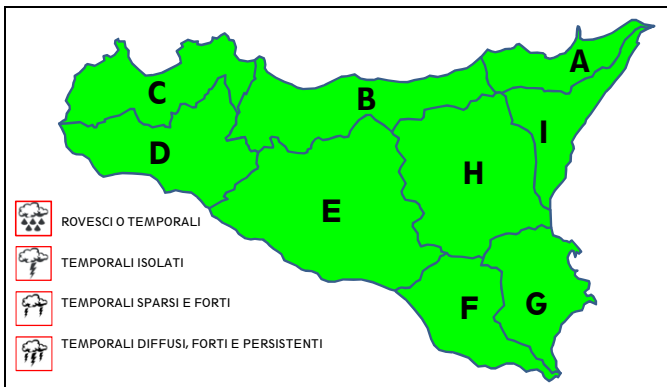 A
C
B
I
D
H
E
F
G
ROVESCI O TEMPORALI
TEMPORALI ISOLATI
TEMPORALI SPARSI E FORTI
TEMPORALI DIFFUSI, FORTI E PERSISTENTI